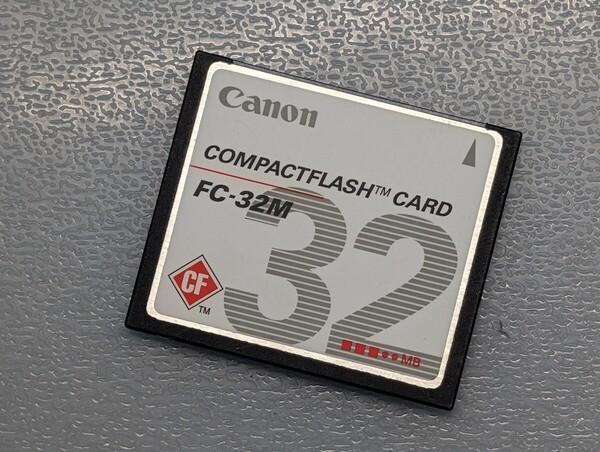 Canon
COMPACTFLASH™ CARD
FC-32M
32
CF
TM
MB